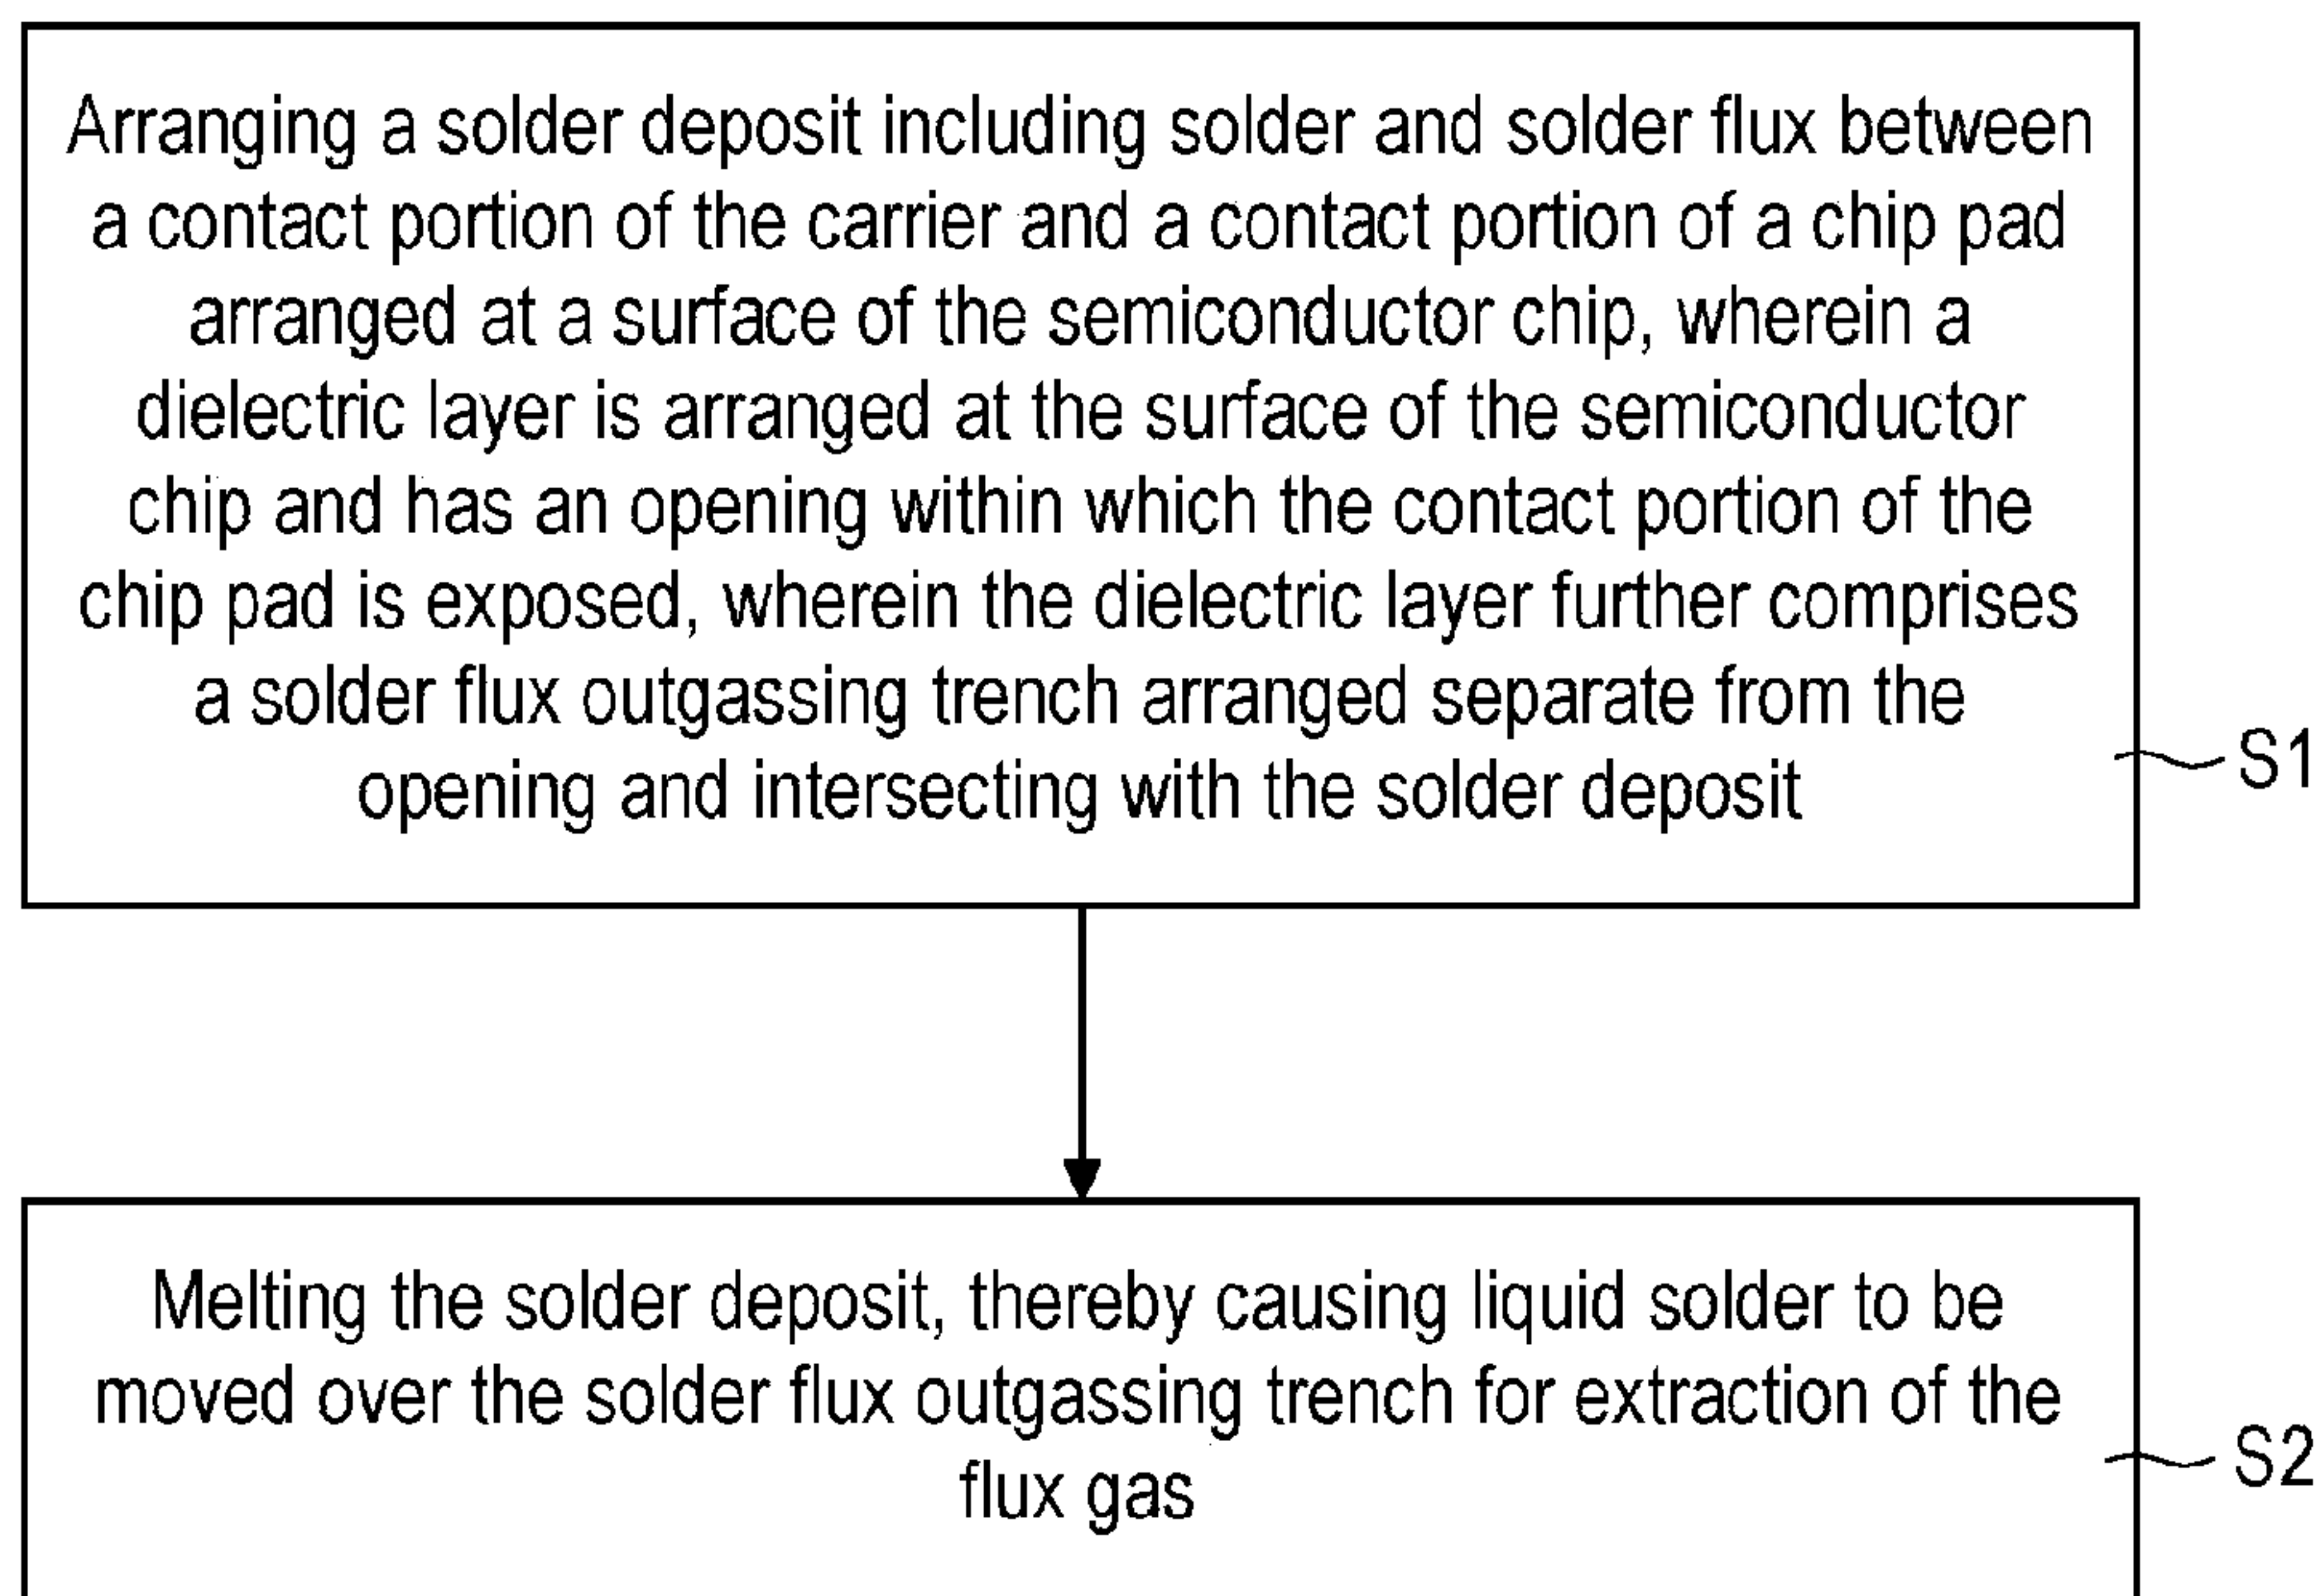 Arranging a solder deposit including solder and solder flux between
a contact portion of the carrier and a contact portion of a chip pad
arranged at a surface of the semiconductor chip, wherein a
dielectric layer is arranged at the surface of the semiconductor
chip and has an opening within which the contact portion of the
chip pad is exposed, wherein the dielectric layer further comprises
a solder flux outgassing trench arranged separate from the
opening and intersecting with the solder deposit
S1
Melting the solder deposit, thereby causing liquid solder to be
moved over the solder flux outgassing trench for extraction of the
flux gas
S2